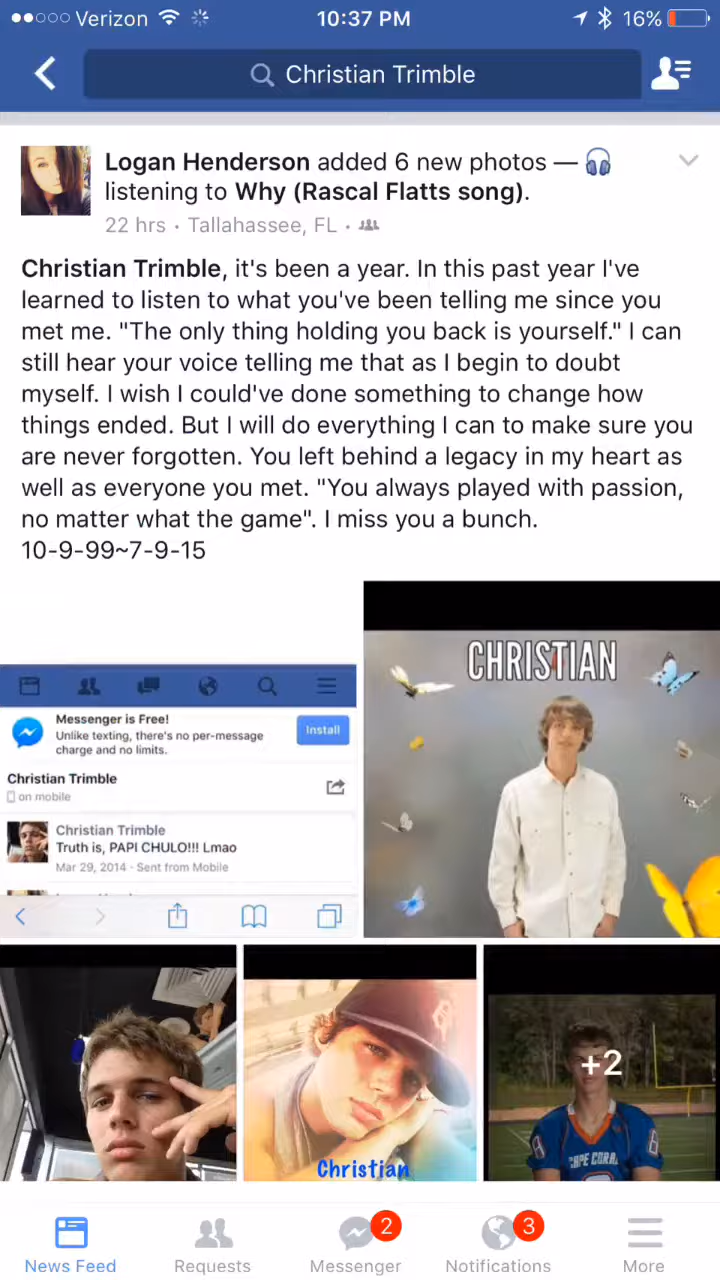 Verizon 10:37 PM 16%
Christian Trimble
Logan Henderson added 6 new photos — 🎧
listening to Why (Rascal Flatts song).
22 hrs • Tallahassee, FL •
Christian Trimble, it's been a year. In this past year I've
learned to listen to what you've been telling me since you
met me. "The only thing holding you back is yourself." I can
still hear your voice telling me that as I begin to doubt
myself. I wish I could've done something to change how
things ended. But I will do everything I can to make sure you
are never forgotten. You left behind a legacy in my heart as
well as everyone you met. "You always played with passion,
no matter what the game". I miss you a bunch.
10-9-99~7-9-15
Messenger is Free!
Unlike texting, there's no per-message
charge and no limits.
Install
Christian Trimble
on mobile
Christian Trimble
Truth is, PAPI CHULO!!! Lmao
Mar 29, 2014 · Sent from Mobile
CHRISTIAN
Christian
+2
CAPE CORAL
2
3
News Feed
Requests
Messenger
Notifications
More